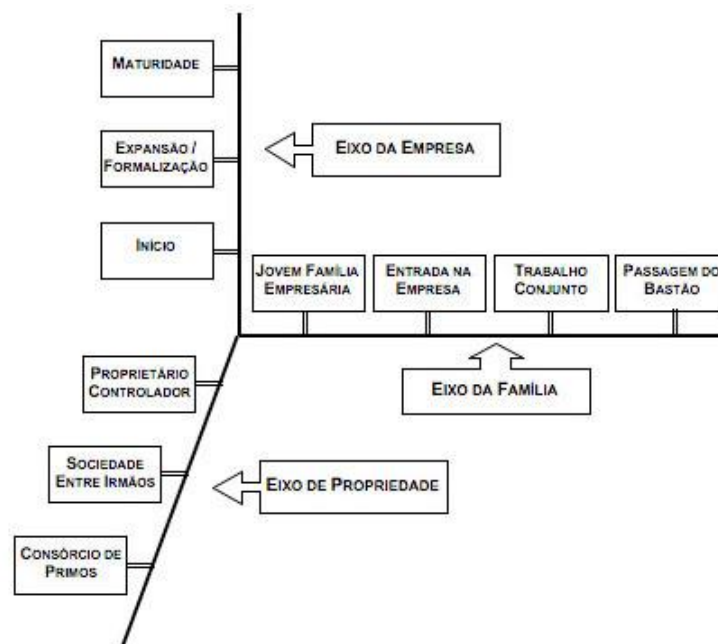 MATURIDADE
EXPANSÃO /
FORMALIZAÇÃO
EIXO DA EMPRESA
INÍCIO
JOVEM FAMÍLIA
EMPRESÁRIA
ENTRADA NA
EMPRESA
TRABALHO
CONJUNTO
PASSAGEM DO
BASTÃO
PROPRIETÁRIO
CONTROLADOR
EIXO DA FAMÍLIA
SOCIEDADE
ENTRE IRMÃOS
EIXO DE PROPRIEDADE
CONSÓRCIO DE
PRIMOS